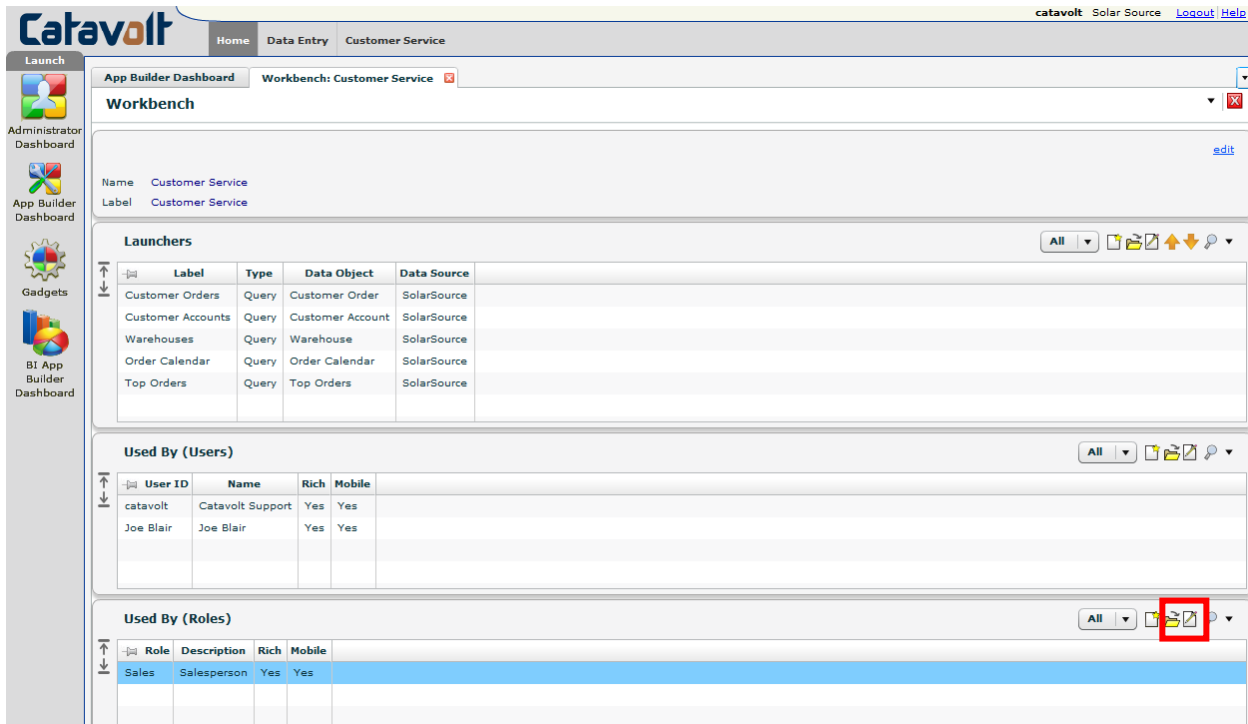 catavolt Solar Source Logout Help
Catavolt
Home Data Entry Customer Service
Launch
Administrator
Dashboard
App Builder
Dashboard
Gadgets
BI App
Builder
Dashboard
App Builder Dashboard Workbench: Customer Service
Workbench
edit
Name Customer Service
Label Customer Service
Launchers All
Label Type Data Object Data Source
Customer Orders Query Customer Order SolarSource
Customer Accounts Query Customer Account SolarSource
Warehouses Query Warehouse SolarSource
Order Calendar Query Order Calendar SolarSource
Top Orders Query Top Orders SolarSource
Used By (Users) All
User ID Name Rich Mobile
catavolt Catavolt Support Yes Yes
Joe Blair Joe Blair Yes Yes
Used By (Roles) All
Role Description Rich Mobile
Sales Salesperson Yes Yes